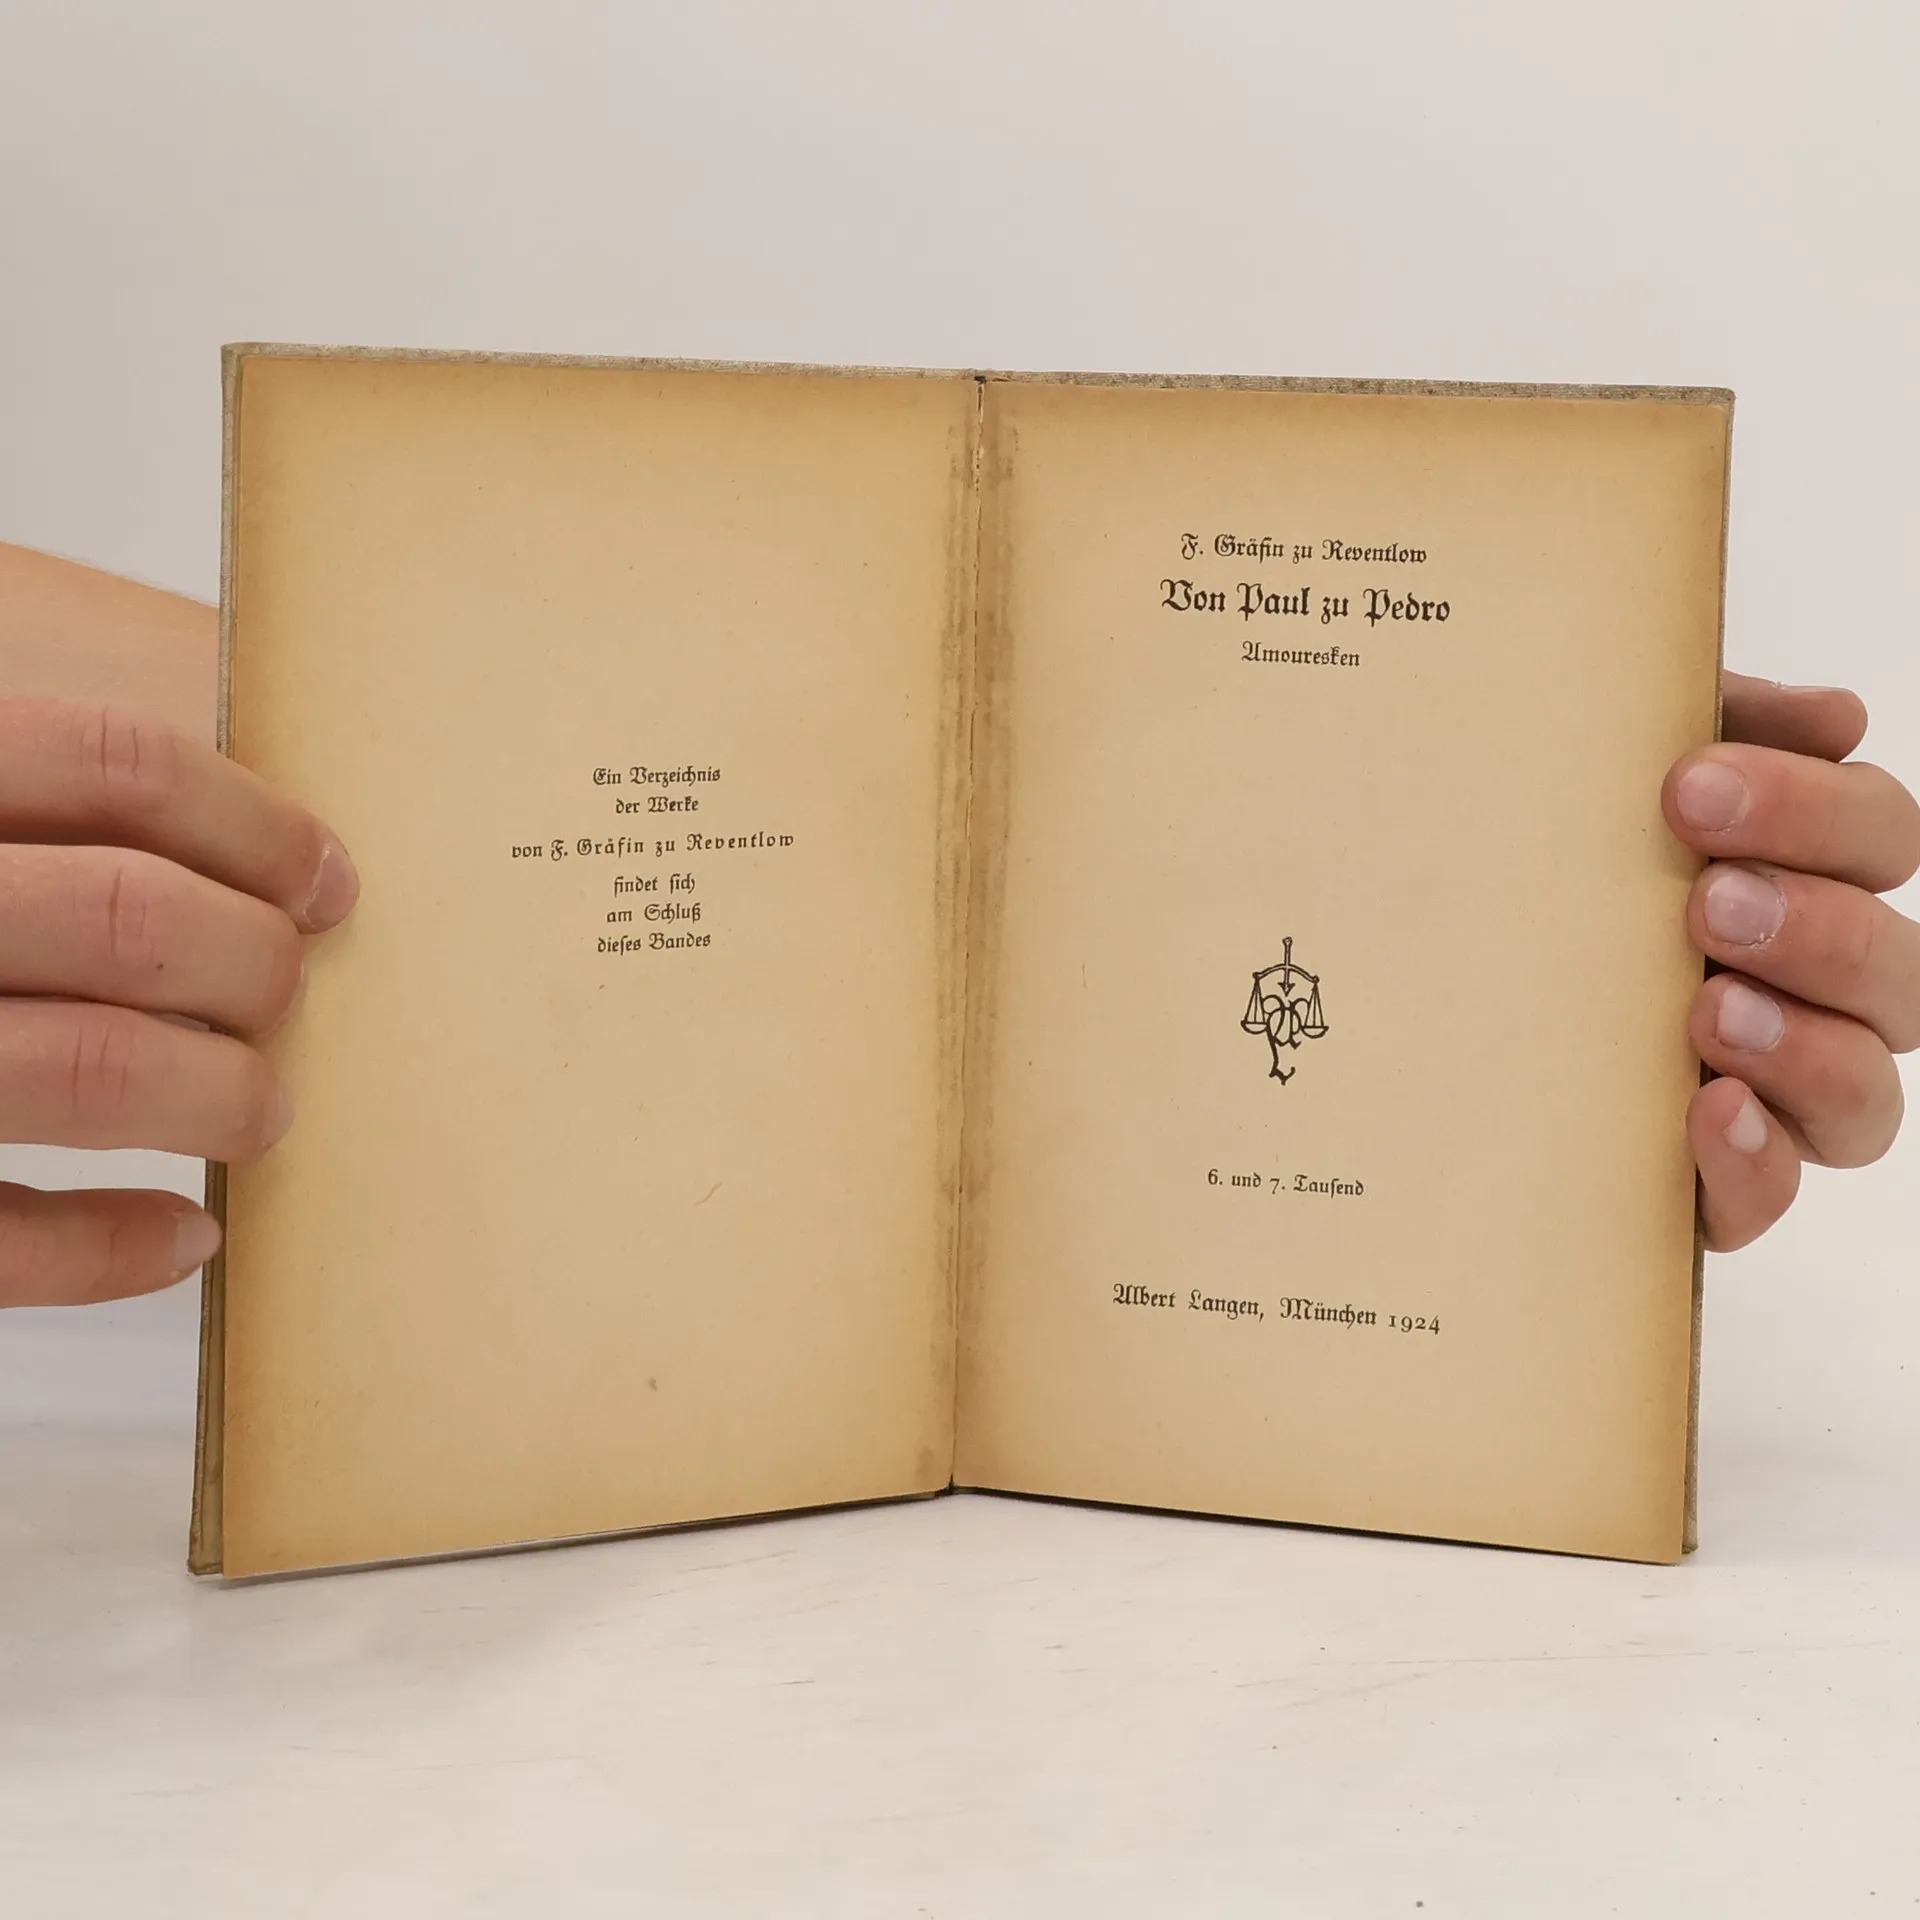 Ein Verzeichnis
der Werke
von F. Gräfin zu Reventlow
findet sich
am Schluß
dieses Bandes
F. Gräfin zu Reventlow
Von Paul zu Pedro
Amouresken
AL
6. und 7. Tausend
Albert Langen, München 1924